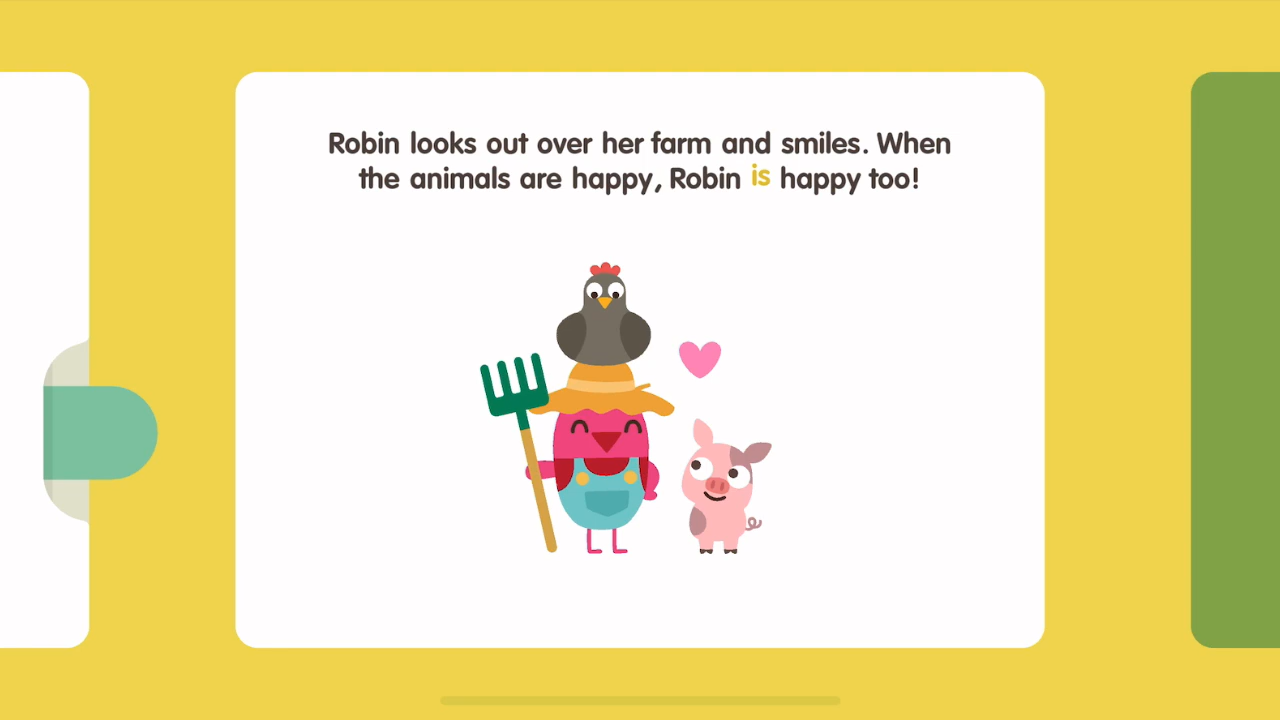 Robin looks out over her farm and smiles. When
the animals are happy, Robin is happy too!